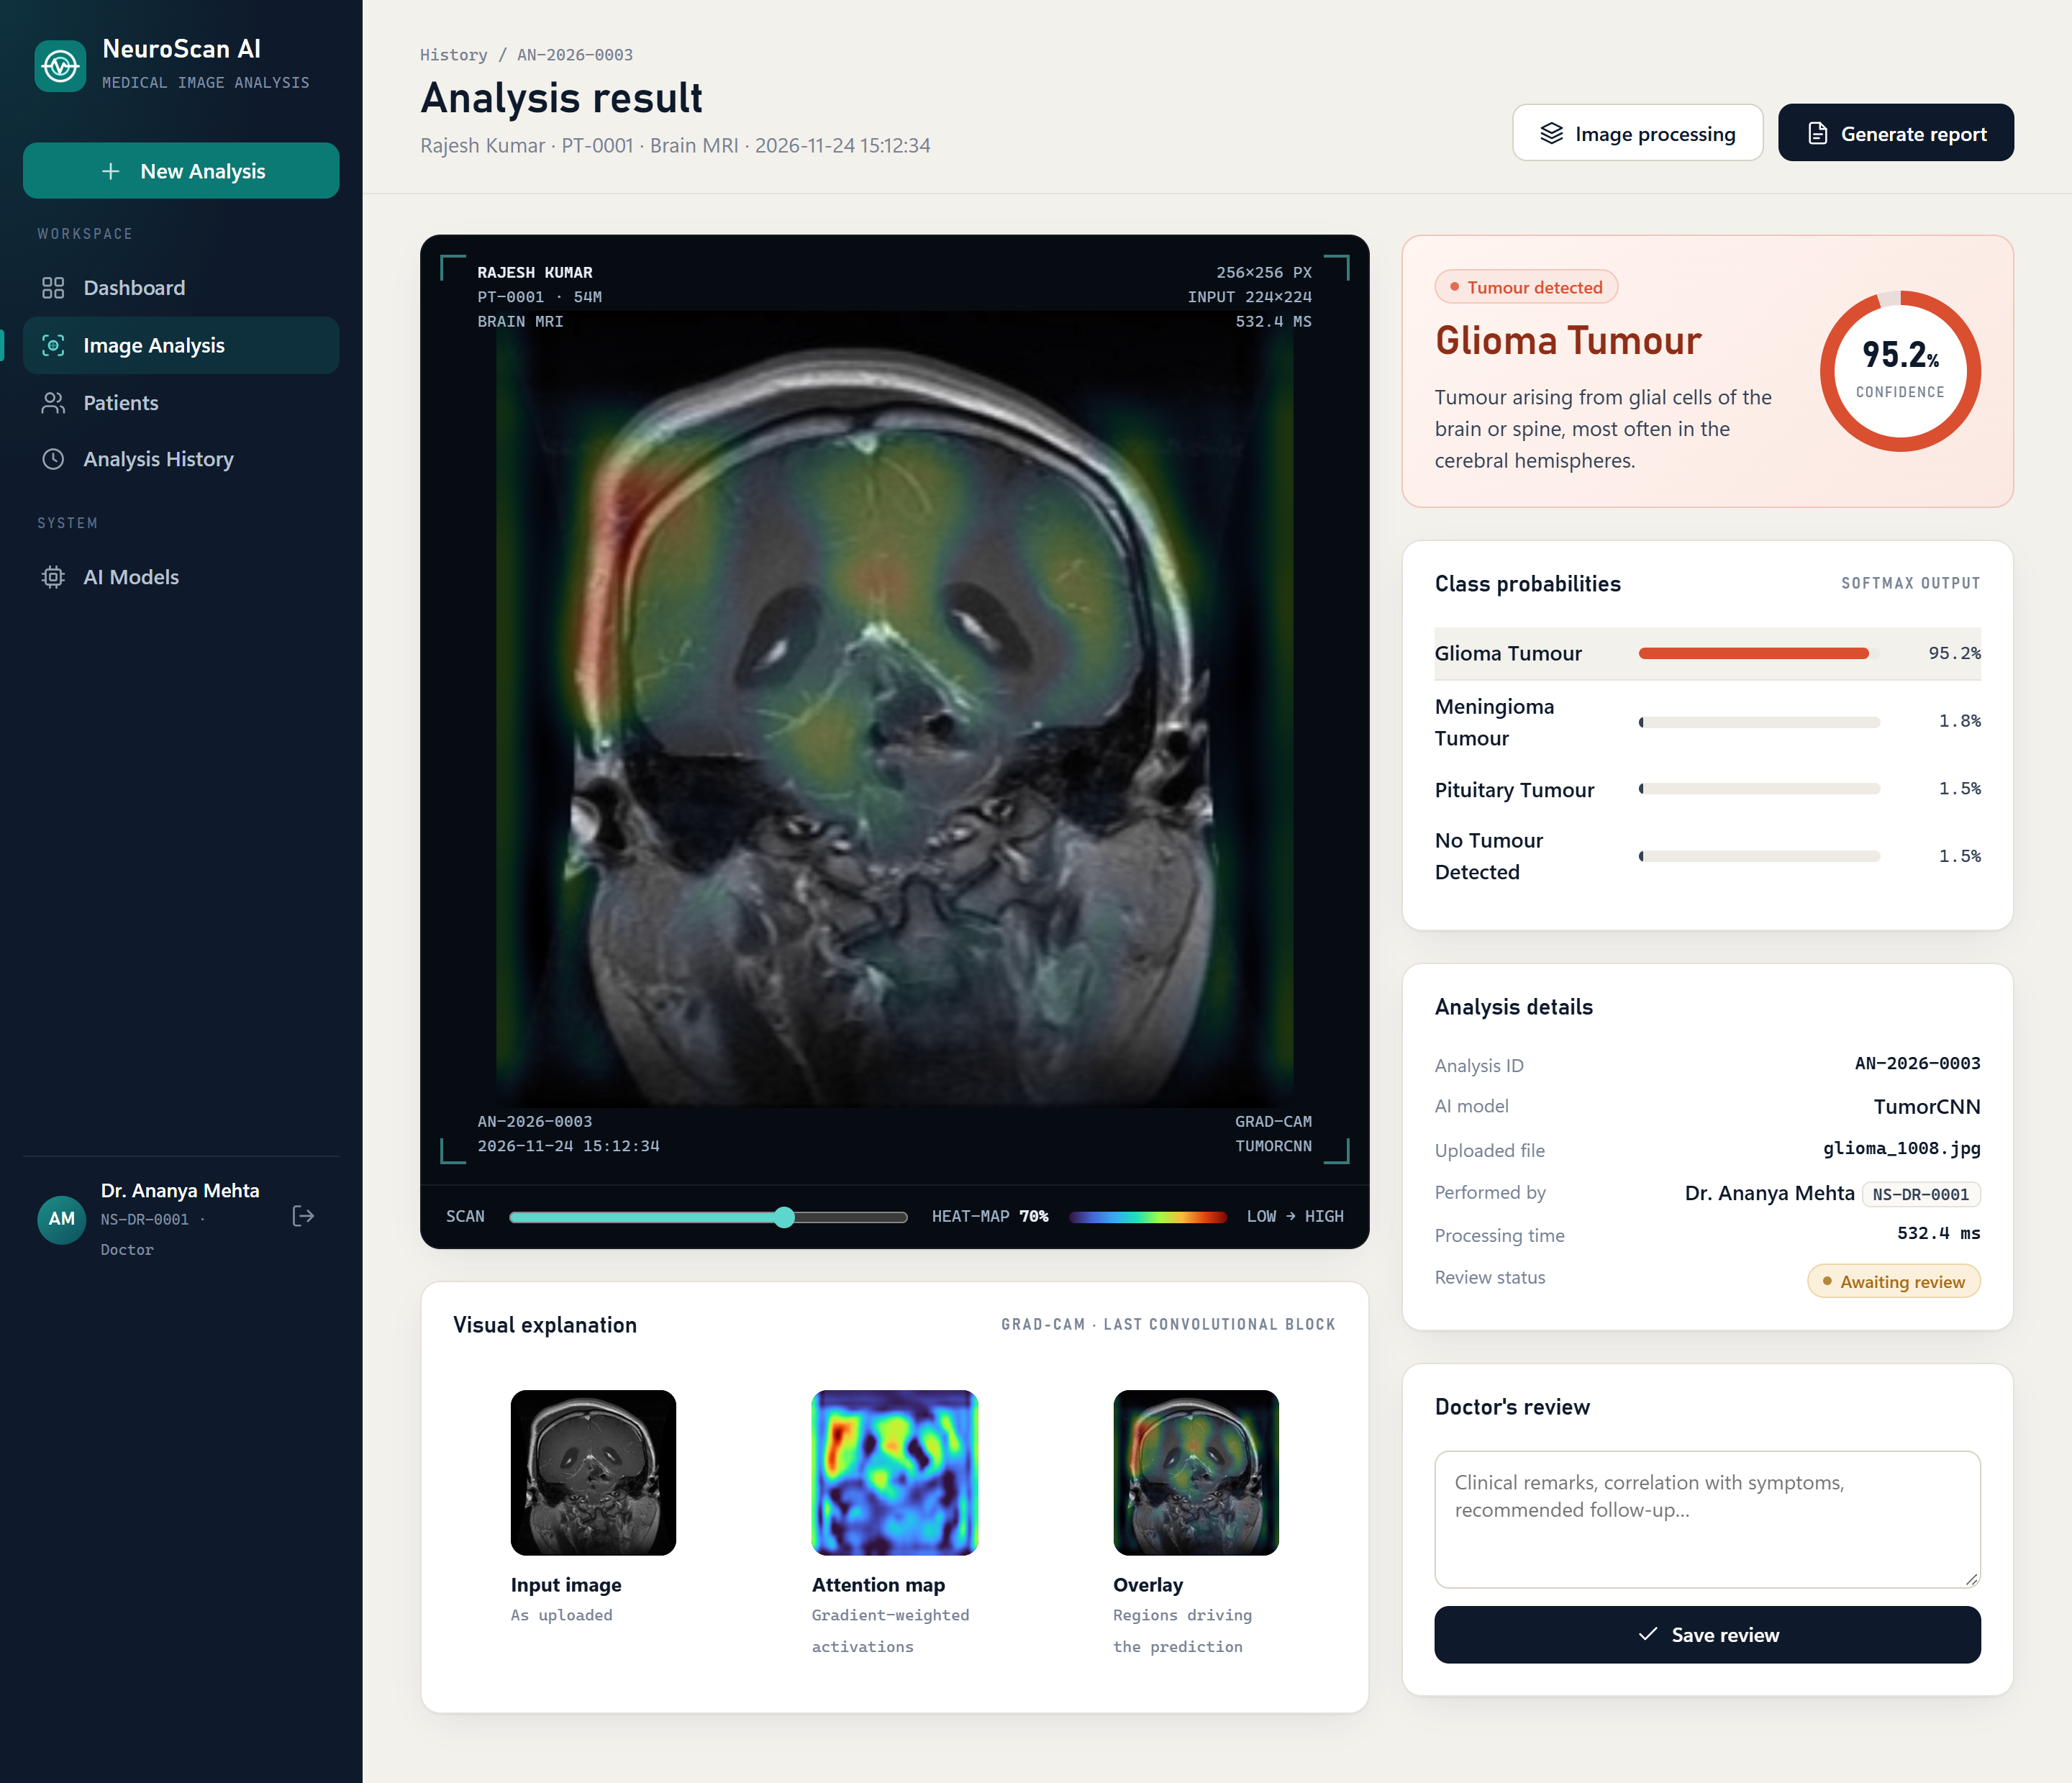 NeuroScan AI
MEDICAL IMAGE ANALYSIS
New Analysis
WORKSPACE
Dashboard
Image Analysis
Patients
Analysis History
SYSTEM
AI Models
AM
Dr. Ananya Mehta
NS-DR-0001 ·
Doctor
History / AN-2026-0003
Analysis result
Rajesh Kumar · PT-0001 · Brain MRI · 2026-11-24 15:12:34
Image processing
Generate report
RAJESH KUMAR
PT-0001 · 54M
BRAIN MRI
256×256 PX
INPUT 224×224
532.4 MS
AN-2026-0003
2026-11-24 15:12:34
GRAD-CAM
TUMORCNN
SCAN
HEAT-MAP 70%
LOW → HIGH
Visual explanation
GRAD-CAM · LAST CONVOLUTIONAL BLOCK
Input image
As uploaded
Attention map
Gradient-weighted
activations
Overlay
Regions driving
the prediction
Tumour detected
Glioma Tumour
Tumour arising from glial cells of the
brain or spine, most often in the
cerebral hemispheres.
95.2%
CONFIDENCE
Class probabilities
SOFTMAX OUTPUT
Glioma Tumour 95.2%
Meningioma
Tumour
1.8%
Pituitary Tumour 1.5%
No Tumour
Detected
1.5%
Analysis details
Analysis ID AN-2026-0003
AI model TumorCNN
Uploaded file glioma_1008.jpg
Performed by Dr. Ananya Mehta NS-DR-0001
Processing time 532.4 ms
Review status Awaiting review
Doctor's review
Clinical remarks, correlation with symptoms,
recommended follow-up...
Save review